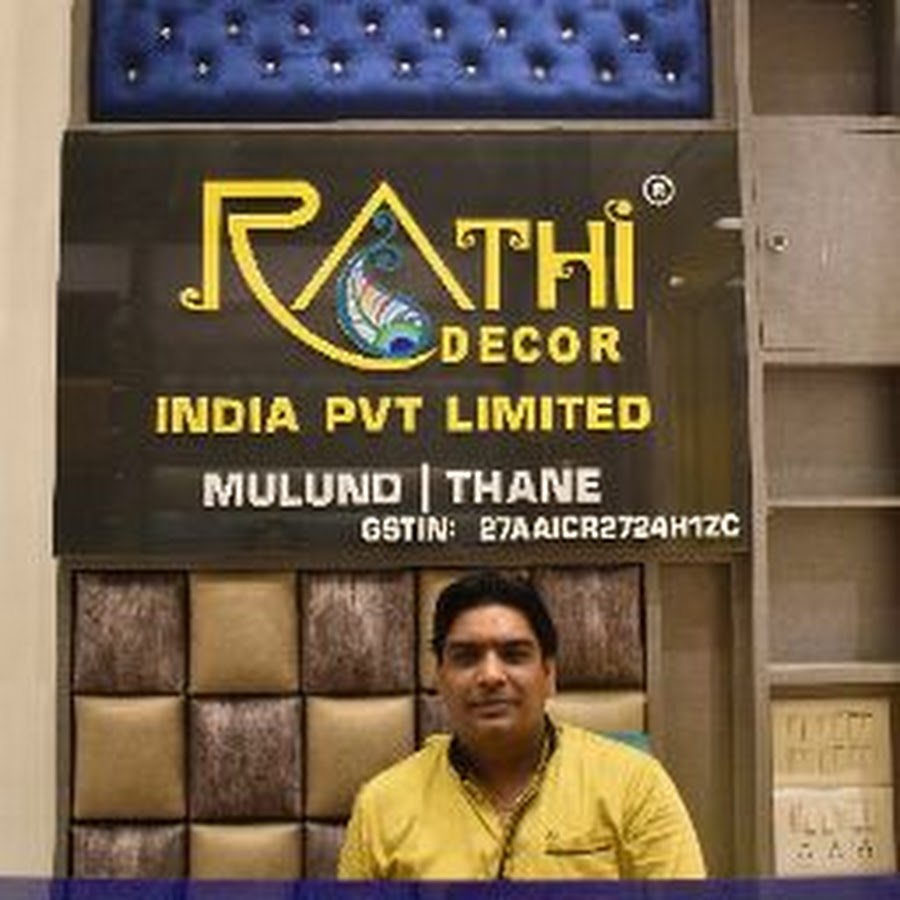 RATHi ®
DECOR
INDIA PVT LIMITED
MULUND | THANE
GSTIN: 27AAICR2724H1ZC